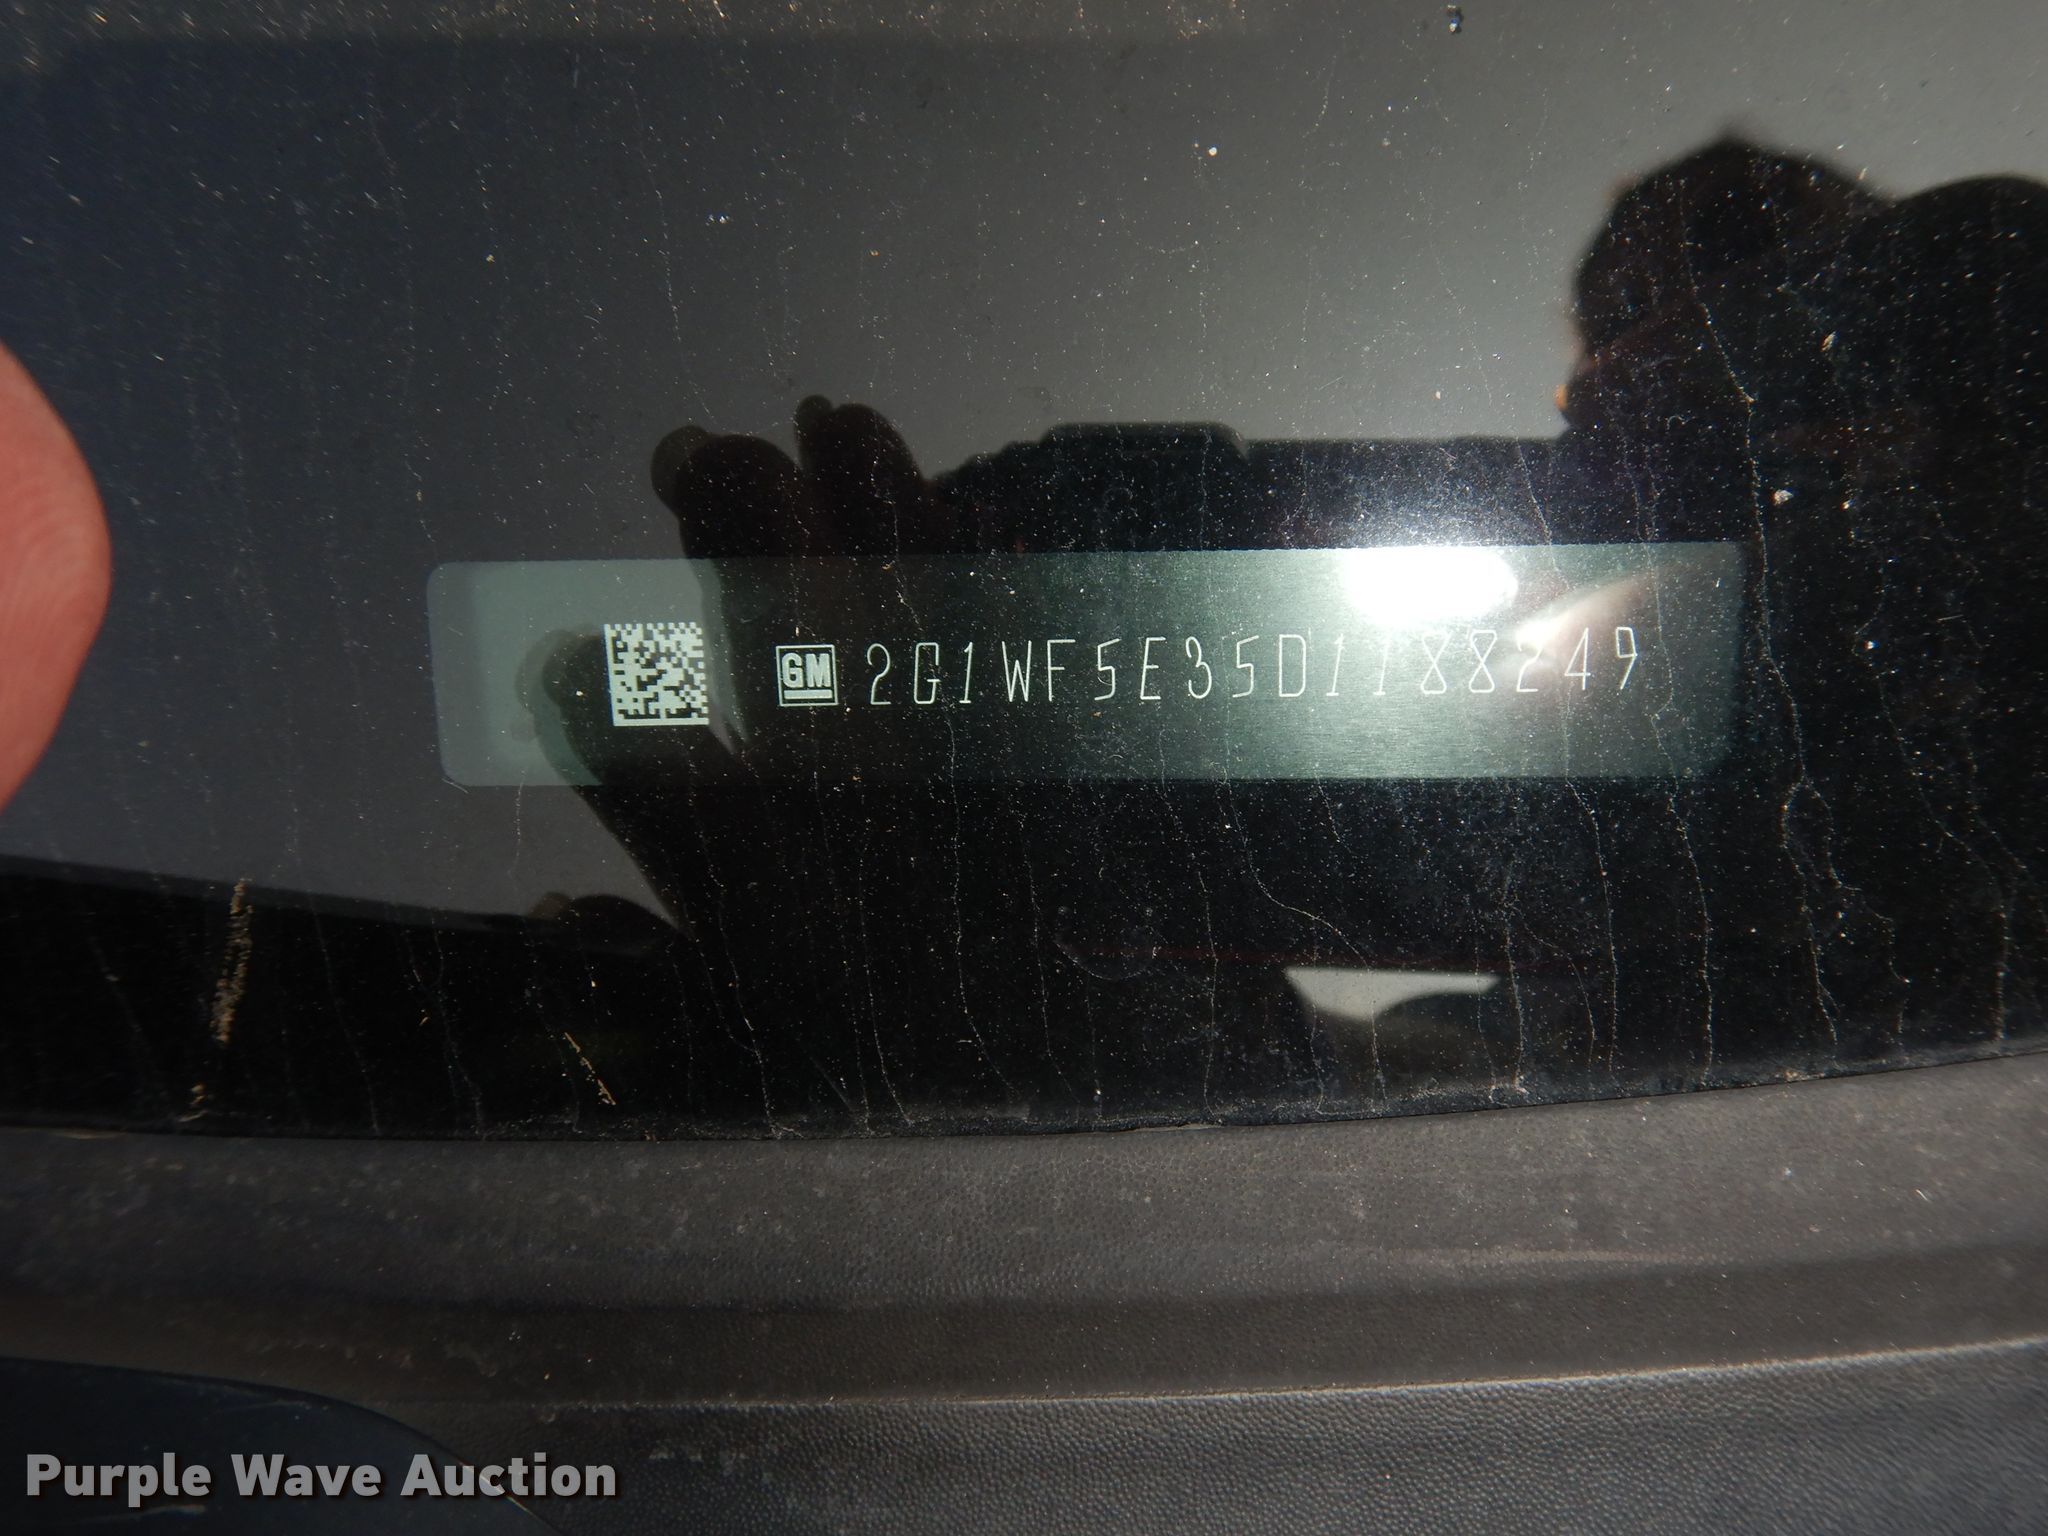 GM 2G1WF5E35D1188249
Purple Wave Auction